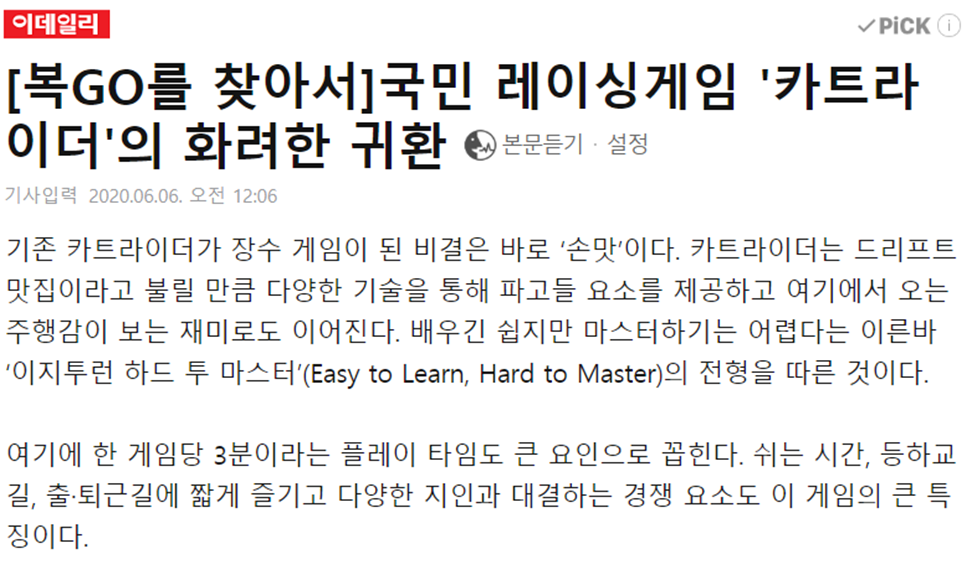 이데일리
PiCK
[복GO를 찾아서]국민 레이싱게임 '카트라
이더'의 화려한 귀환 본문듣기 · 설정
기사입력 2020.06.06. 오전 12:06
기존 카트라이더가 장수 게임이 된 비결은 바로 ‘손맛’이다. 카트라이더는 드리프트
맛집이라고 불릴 만큼 다양한 기술을 통해 파고들 요소를 제공하고 여기에서 오는
주행감이 보는 재미로도 이어진다. 배우긴 쉽지만 마스터하기는 어렵다는 이른바
‘이지투런 하드 투 마스터’(Easy to Learn, Hard to Master)의 전형을 따른 것이다.
여기에 한 게임당 3분이라는 플레이 타임도 큰 요인으로 꼽힌다. 쉬는 시간, 등하교
길, 출·퇴근길에 짧게 즐기고 다양한 지인과 대결하는 경쟁 요소도 이 게임의 큰 특
징이다.